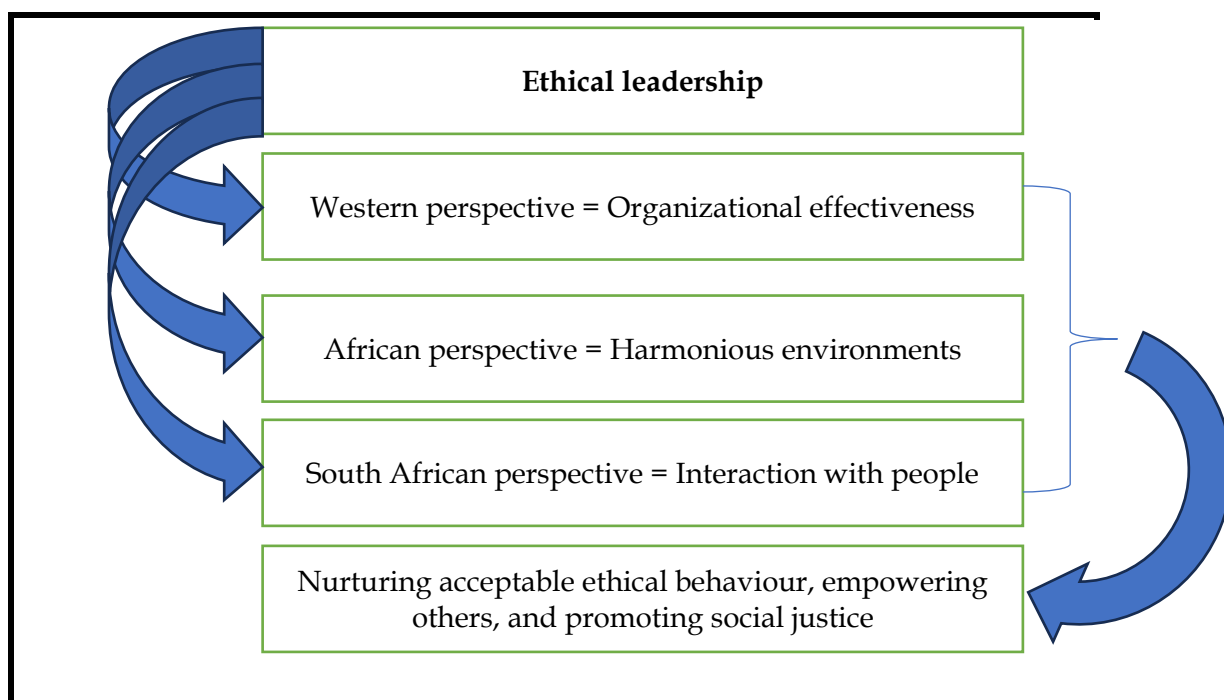 Ethical leadership
Western perspective = Organizational effectiveness
African perspective = Harmonious environments
South African perspective = Interaction with people
Nurturing acceptable ethical behaviour, empowering
others, and promoting social justice